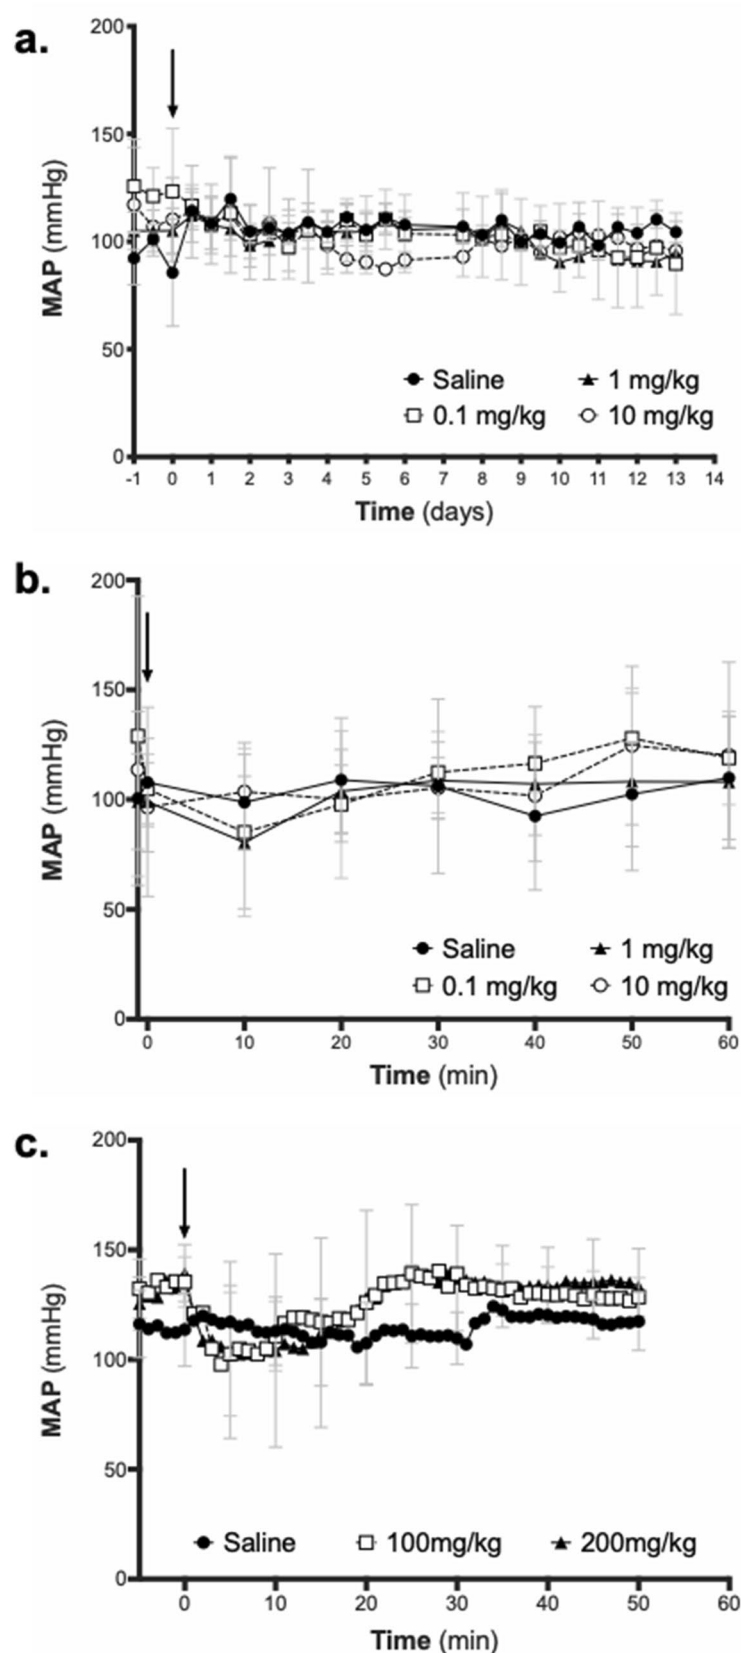 a.
200
150
100
50
0
MAP (mmHg)
Saline 1 mg/kg
0.1 mg/kg 10 mg/kg
-1 0 1 2 3 4 5 6 7 8 9 10 11 12 13 14
Time (days)
b.
200
150
100
50
0
MAP (mmHg)
Saline 1 mg/kg
0.1 mg/kg 10 mg/kg
0 10 20 30 40 50 60
Time (min)
c.
200
150
100
50
0
MAP (mmHg)
Saline 100mg/kg 200mg/kg
0 10 20 30 40 50 60
Time (min)